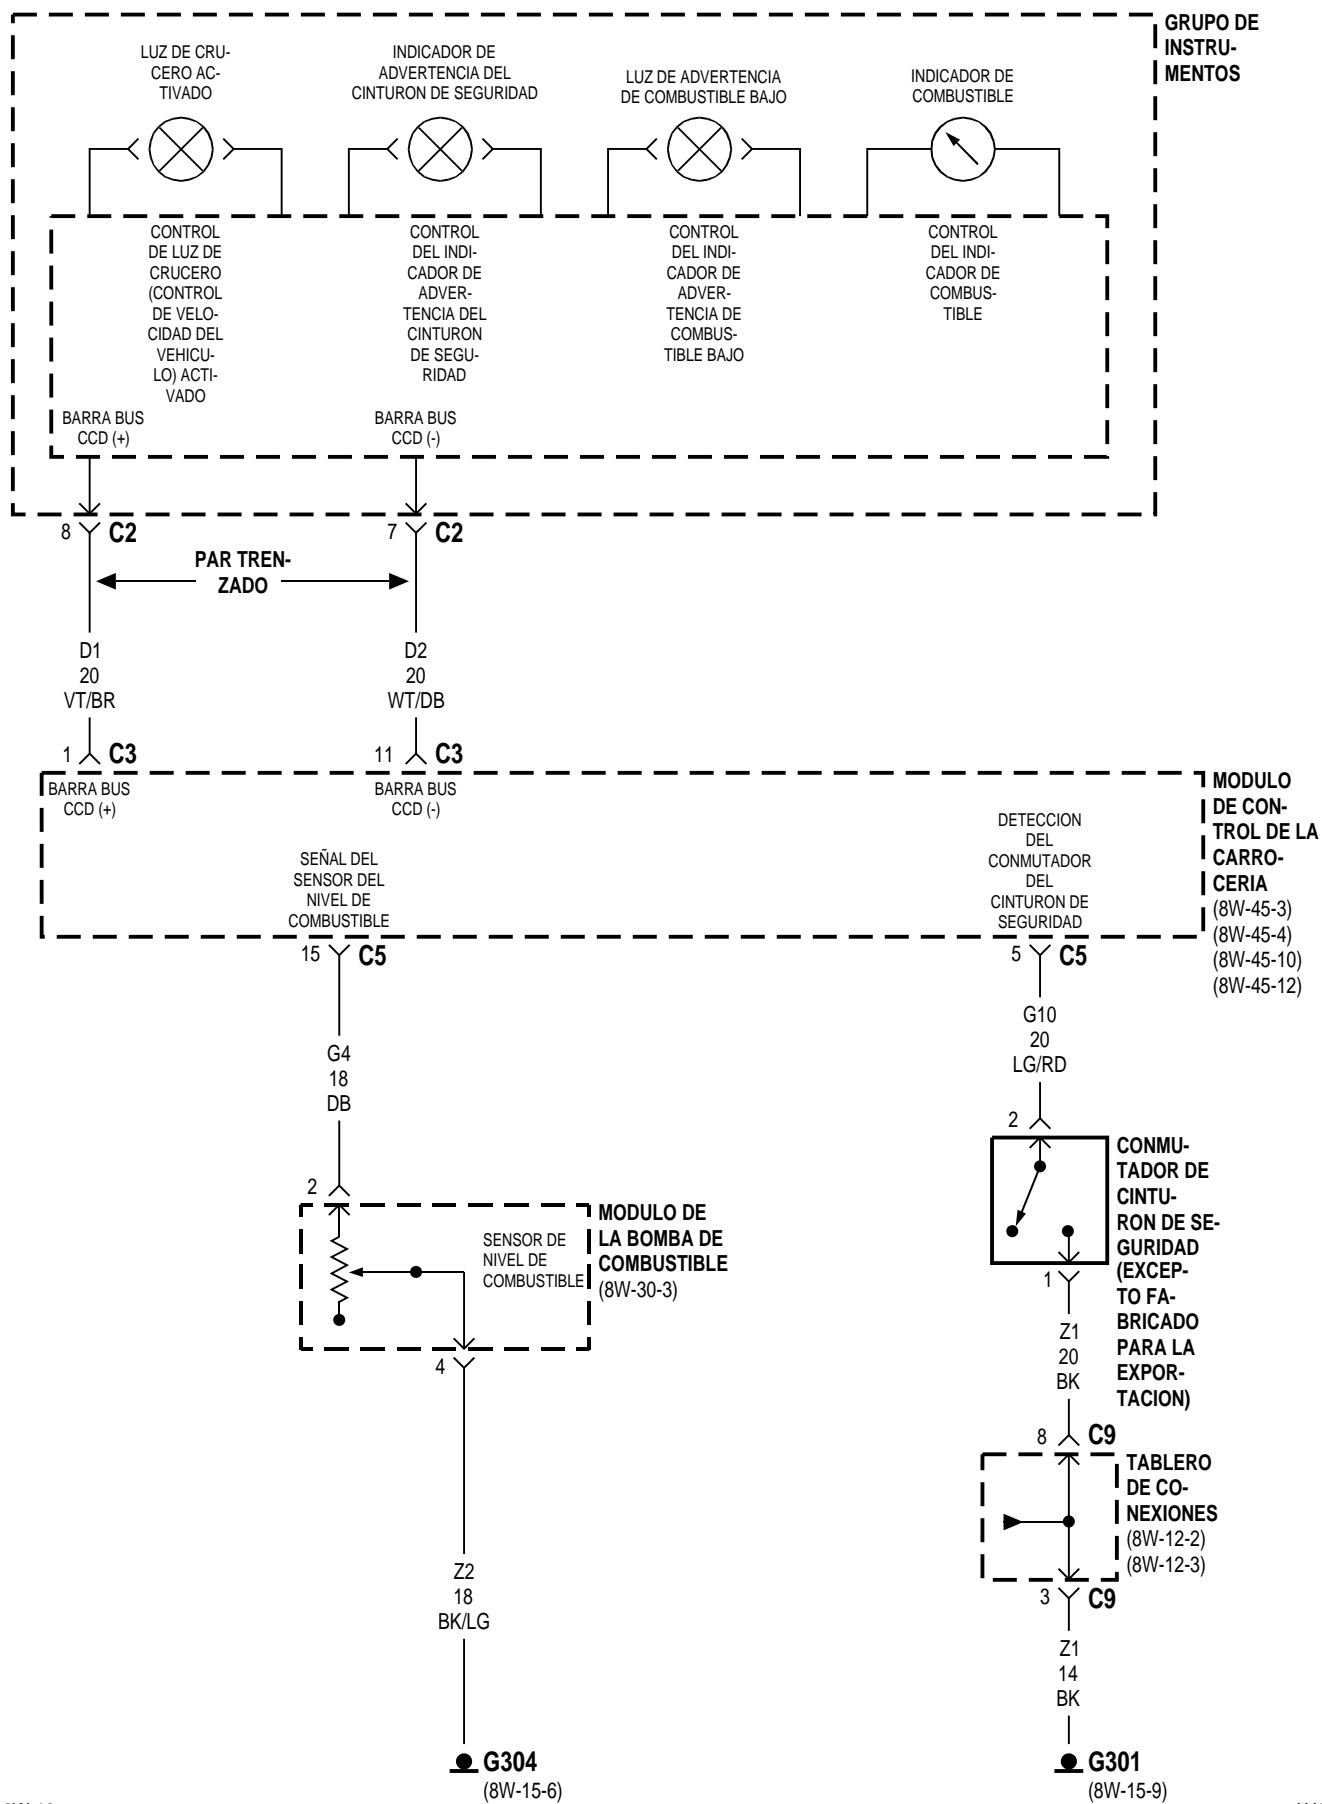 GRUPO DE
INSTRU-
MENTOS
LUZ DE CRU-
CERO AC-
TIVADO
INDICADOR DE
ADVERTENCIA DEL
CINTURON DE SEGURIDAD
LUZ DE ADVERTENCIA
DE COMBUSTIBLE BAJO
INDICADOR DE
COMBUSTIBLE
CONTROL
DE LUZ DE
CRUCERO
(CONTROL
DE VELO-
CIDAD DEL
VEHICU-
LO) ACTI-
VADO
CONTROL
DEL INDI-
CADOR DE
ADVER-
TENCIA DEL
CINTURON
DE SEGU-
RIDAD
CONTROL
DEL INDI-
CADOR DE
ADVER-
TENCIA DE
COMBUS-
TIBLE BAJO
CONTROL
DEL INDI-
CADOR DE
COMBUS-
TIBLE
BARRA BUS
CCD (+)
BARRA BUS
CCD (-)
8 C2
7 C2
PAR TREN-
ZADO
D1
20
VT/BR
D2
20
WT/DB
1 C3
11 C3
BARRA BUS
CCD (+)
BARRA BUS
CCD (-)
MODULO
DE CON-
TROL DE LA
CARRO-
CERIA
(8W-45-3)
(8W-45-4)
(8W-45-10)
(8W-45-12)
SEÑAL DEL
SENSOR DEL
NIVEL DE
COMBUSTIBLE
DETECCION
DEL
CONMUTADOR
DEL
CINTURON DE
SEGURIDAD
15 C5
5 C5
G4
18
DB
G10
20
LG/RD
2
2
MODULO DE
LA BOMBA DE
COMBUSTIBLE
(8W-30-3)
SENSOR DE
NIVEL DE
COMBUSTIBLE
4
CONMU-
TADOR DE
CINTU-
RON DE SE-
GURIDAD
(EXCEP-
TO FA-
BRICADO
PARA LA
EXPOR-
TACION)
1
Z1
20
BK
8 C9
TABLERO
DE CO-
NEXIONES
(8W-12-2)
(8W-12-3)
3 C9
Z2
18
BK/LG
Z1
14
BK
G304
(8W-15-6)
G301
(8W-15-9)